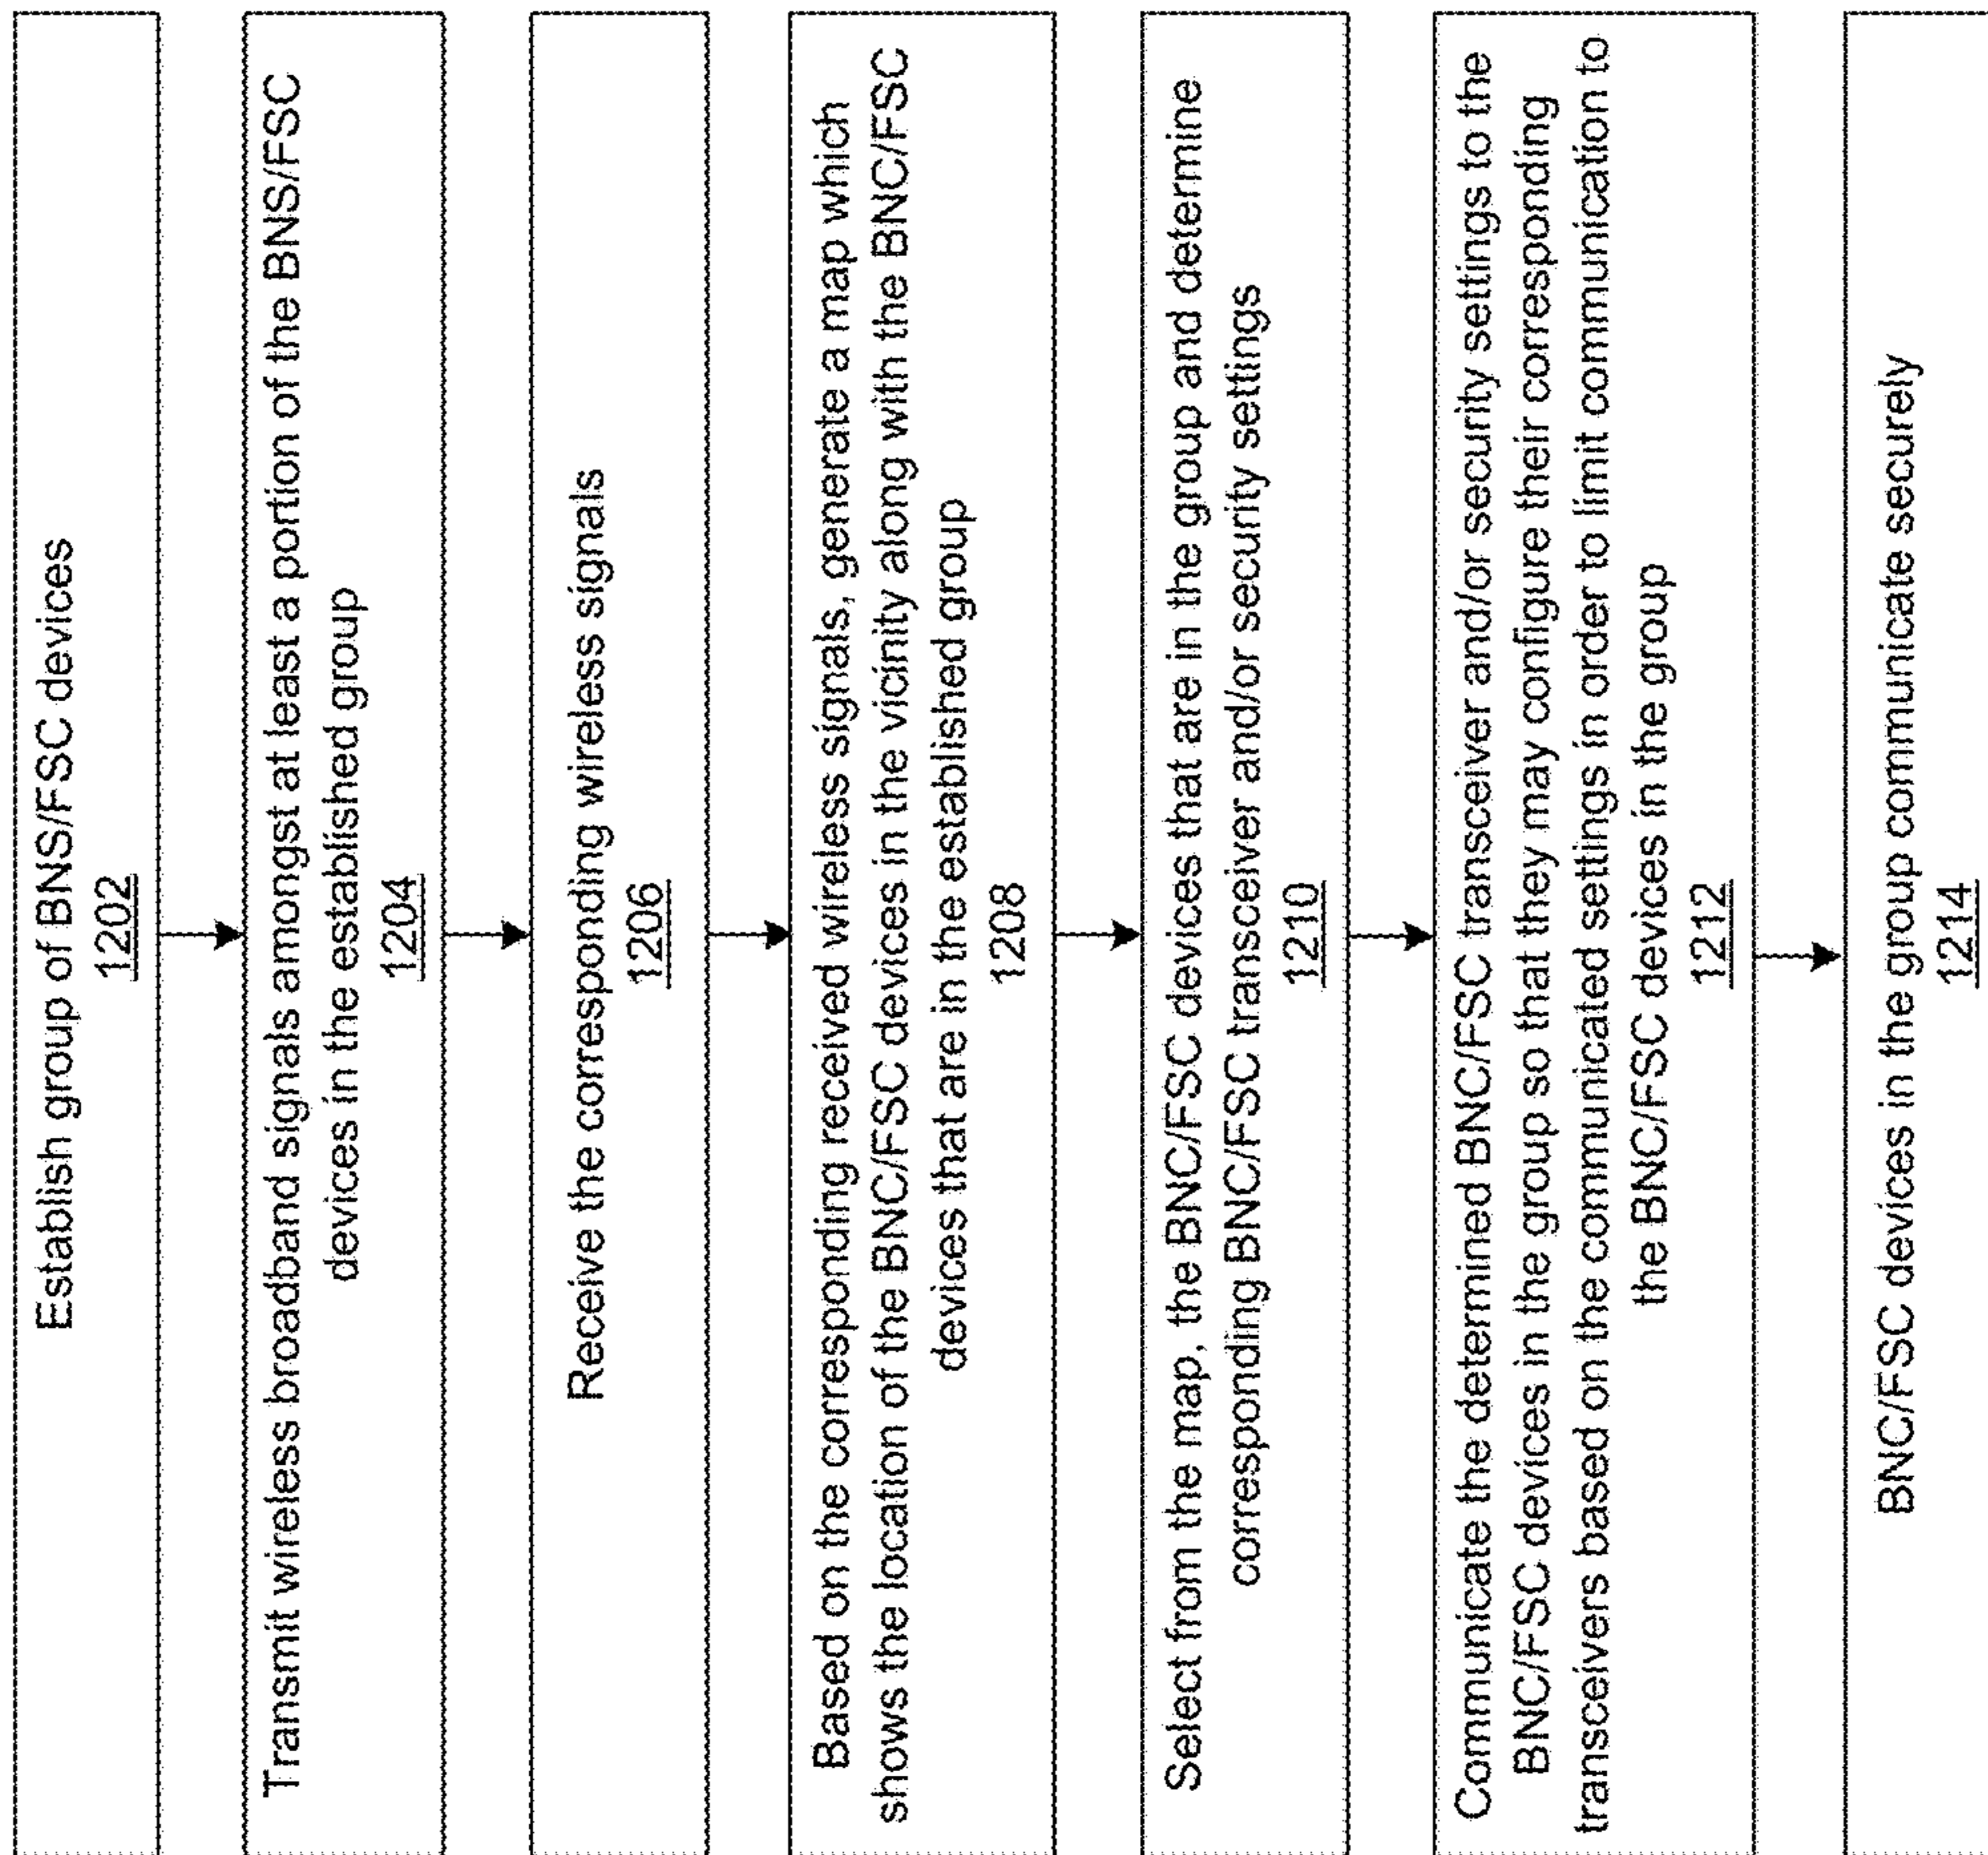 Establish group of BNS/FSC devices
1202
Transmit wireless broadband signals amongst at least a portion of the BNS/FSC
devices in the established group
1204
Receive the corresponding wireless signals
1206
Based on the corresponding received wireless signals, generate a map which
shows the location of the BNC/FSC devices in the vicinity along with the BNC/FSC
devices that are in the established group
1208
Select from the map, the BNC/FSC devices that are in the group and determine
corresponding BNC/FSC transceiver and/or security settings
1210
Communicate the determined BNC/FSC transceiver and/or security settings to the
BNC/FSC devices in the group so that they may configure their corresponding
transceivers based on the communicated settings in order to limit communication to
the BNC/FSC devices in the group
1212
BNC/FSC devices in the group communicate securely
1214